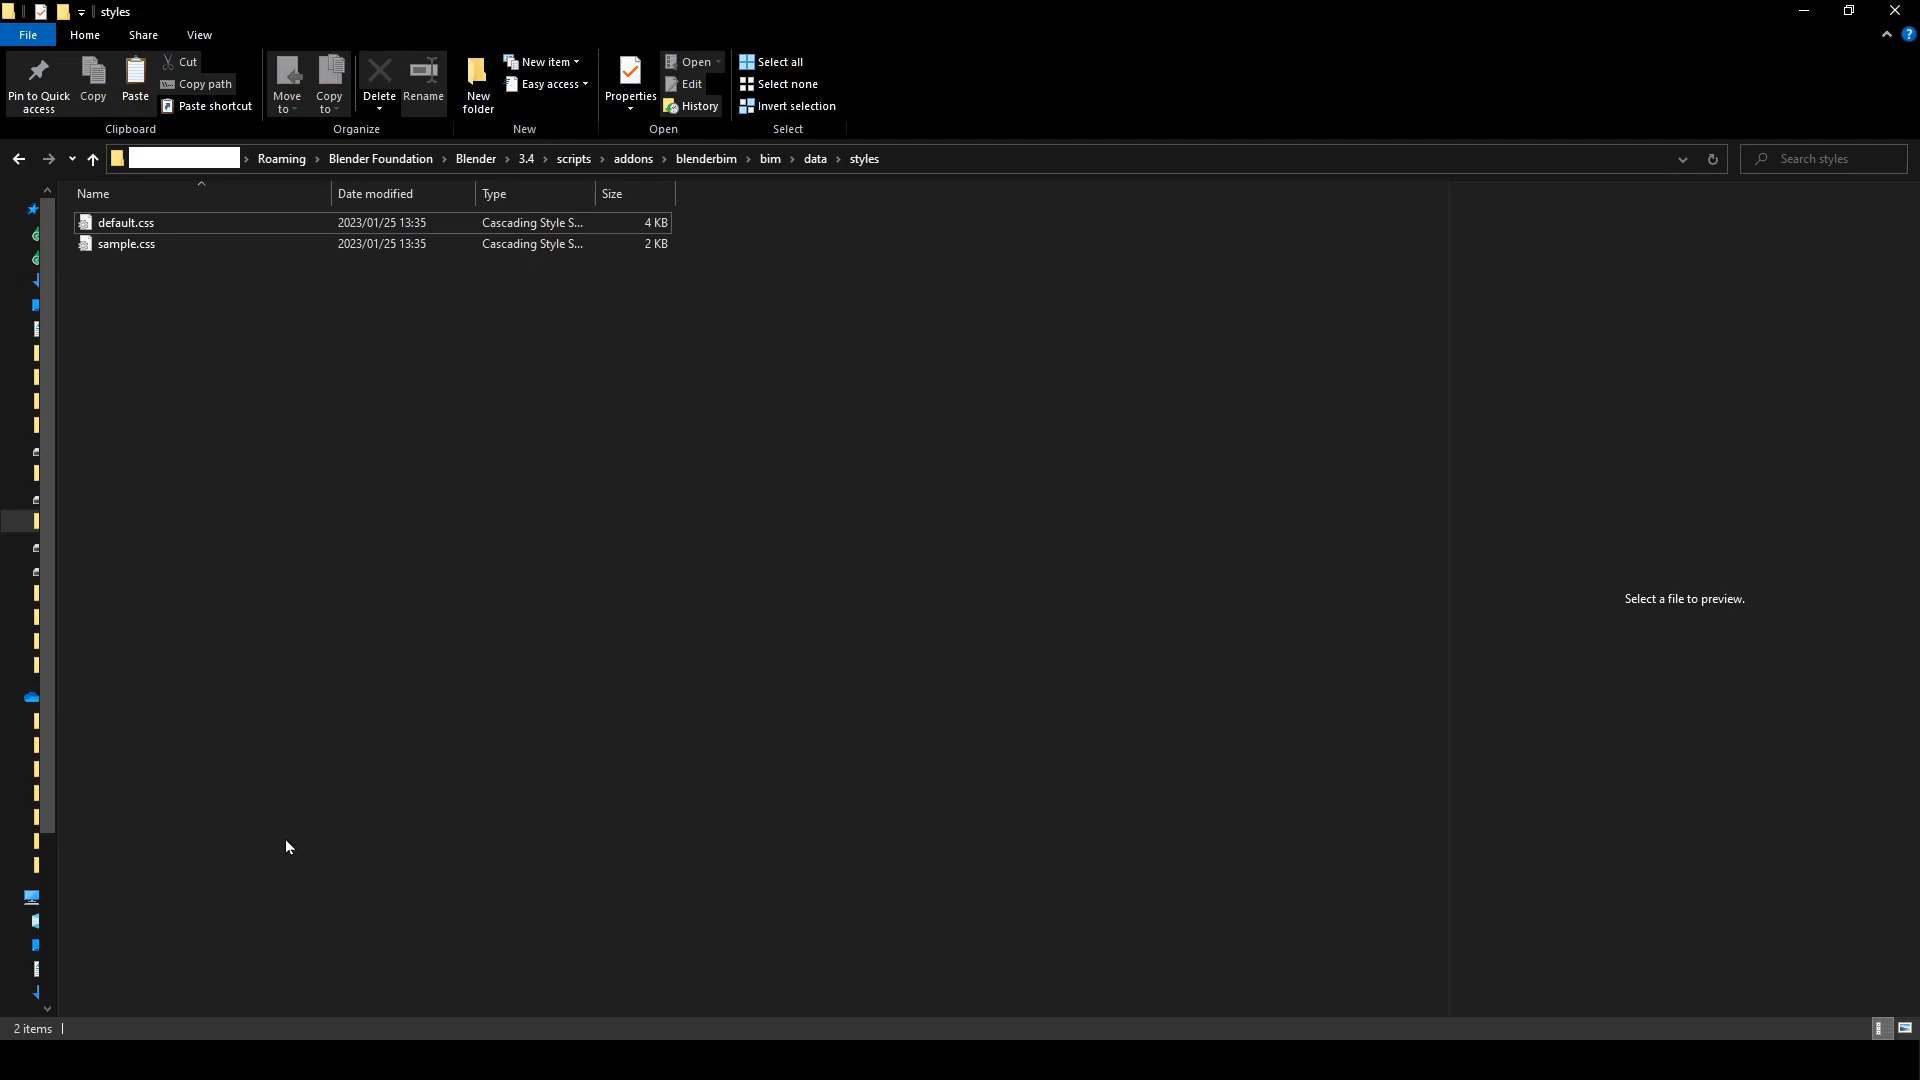 styles
File Home Share View
Pin to Quick access
Copy
Paste
Cut
Copy path
Paste shortcut
Clipboard
Move to
Copy to
Delete
Rename
Organize
New folder
New item
Easy access
New
Properties
Open
Edit
History
Open
Select all
Select none
Invert selection
Select
Roaming › Blender Foundation › Blender › 3.4 › scripts › addons › blenderbim › bim › data › styles
Search styles
Name Date modified Type Size
default.css 2023/01/25 13:35 Cascading Style S... 4 KB
sample.css 2023/01/25 13:35 Cascading Style S... 2 KB
Select a file to preview.
2 items